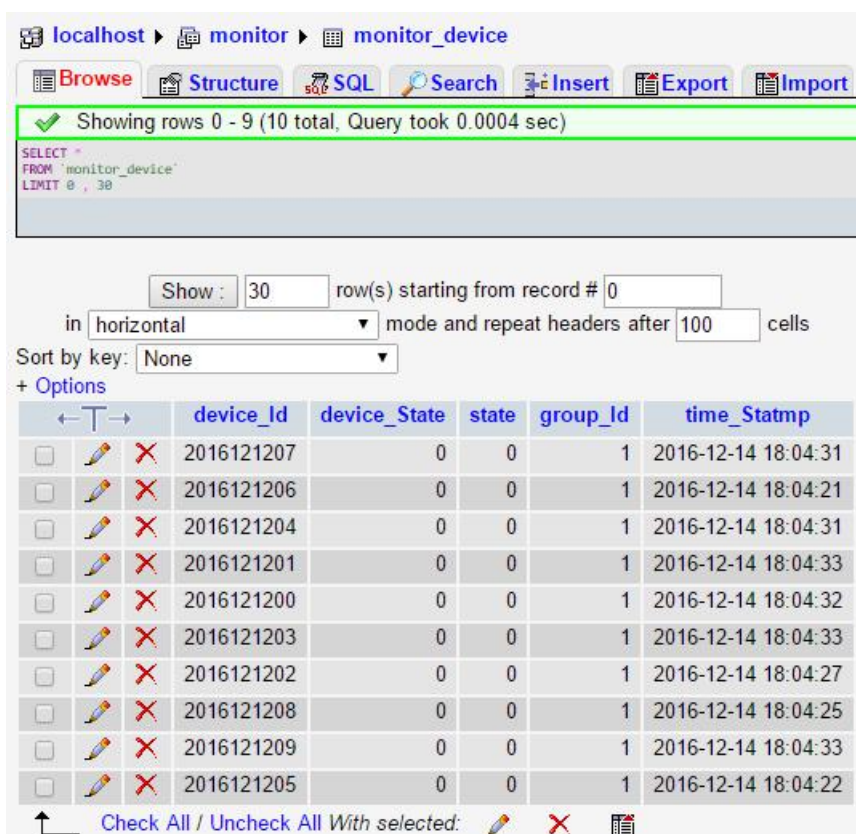 localhost monitor monitor_device
Browse Structure SQL Search Insert Export Import
Showing rows 0 - 9 (10 total, Query took 0.0004 sec)
SELECT *
FROM `monitor_device`
LIMIT 0 , 30
Show : 30 row(s) starting from record # 0
in horizontal mode and repeat headers after 100 cells
Sort by key: None
+ Options
←T→ device_Id device_State state group_Id time_Statmp
2016121207 0 0 1 2016-12-14 18:04:31
2016121206 0 0 1 2016-12-14 18:04:21
2016121204 0 0 1 2016-12-14 18:04:31
2016121201 0 0 1 2016-12-14 18:04:33
2016121200 0 0 1 2016-12-14 18:04:32
2016121203 0 0 1 2016-12-14 18:04:33
2016121202 0 0 1 2016-12-14 18:04:27
2016121208 0 0 1 2016-12-14 18:04:25
2016121209 0 0 1 2016-12-14 18:04:33
2016121205 0 0 1 2016-12-14 18:04:22
Check All / Uncheck All With selected: